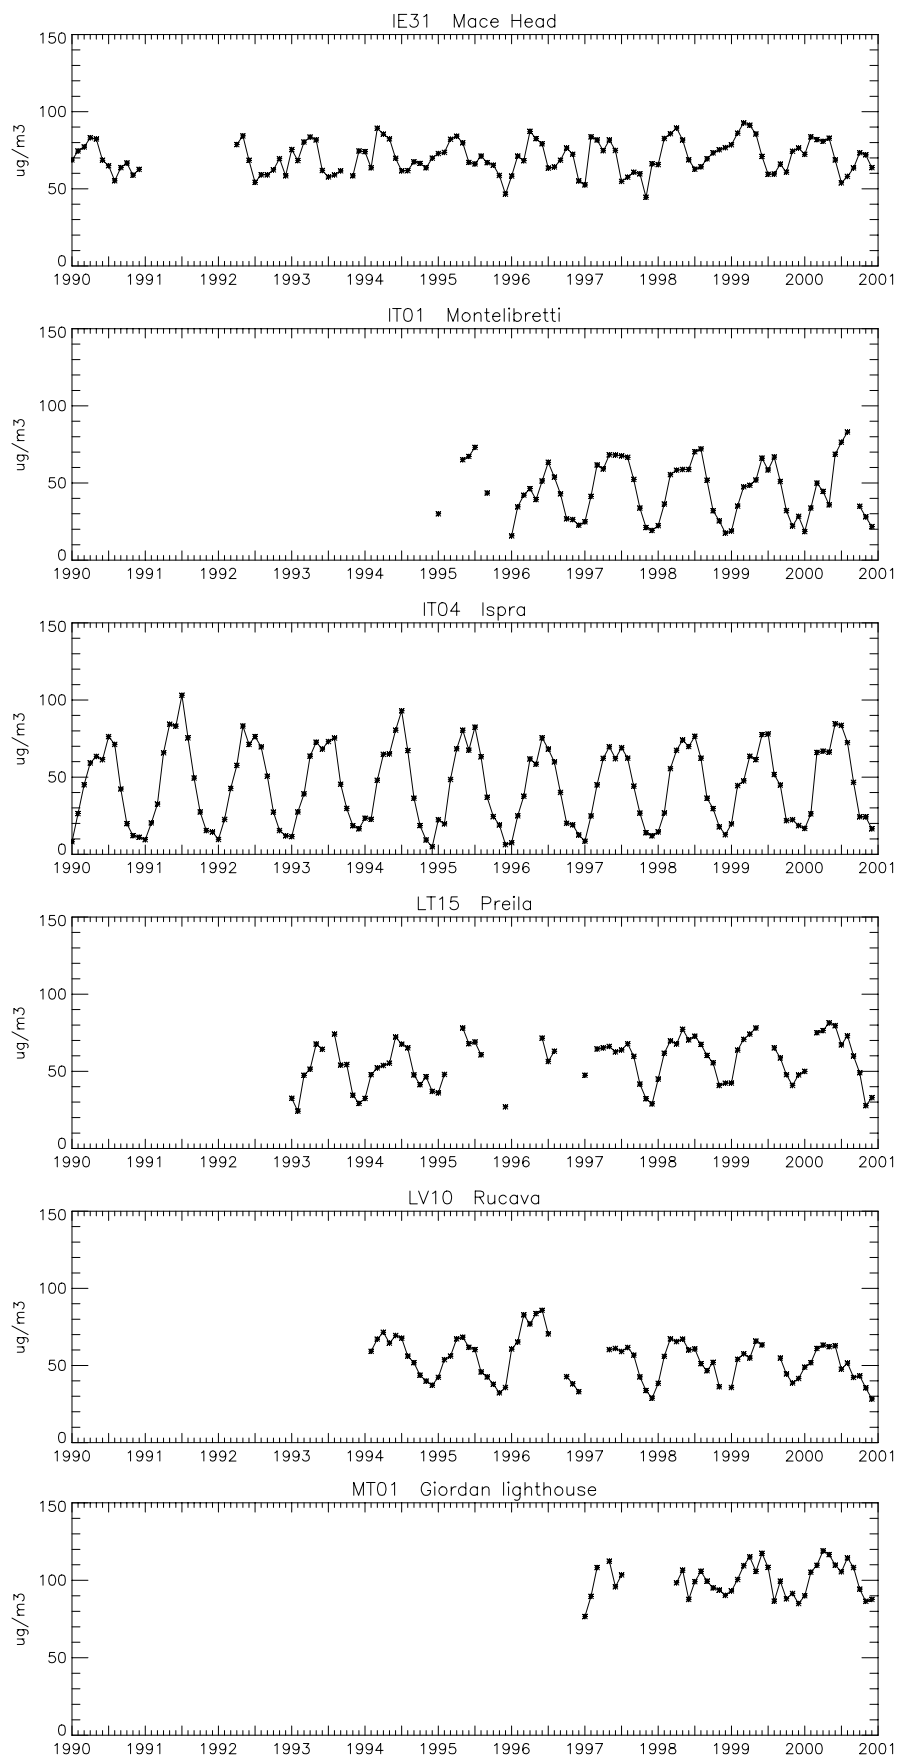 IE31 Mace Head
150
100
50
0
ug/m3
1990 1991 1992 1993 1994 1995 1996 1997 1998 1999 2000 2001
IT01 Montelibretti
150
100
50
0
ug/m3
1990 1991 1992 1993 1994 1995 1996 1997 1998 1999 2000 2001
IT04 Ispra
150
100
50
0
ug/m3
1990 1991 1992 1993 1994 1995 1996 1997 1998 1999 2000 2001
LT15 Preila
150
100
50
0
ug/m3
1990 1991 1992 1993 1994 1995 1996 1997 1998 1999 2000 2001
LV10 Rucava
150
100
50
0
ug/m3
1990 1991 1992 1993 1994 1995 1996 1997 1998 1999 2000 2001
MT01 Giordan lighthouse
150
100
50
0
ug/m3
1990 1991 1992 1993 1994 1995 1996 1997 1998 1999 2000 2001